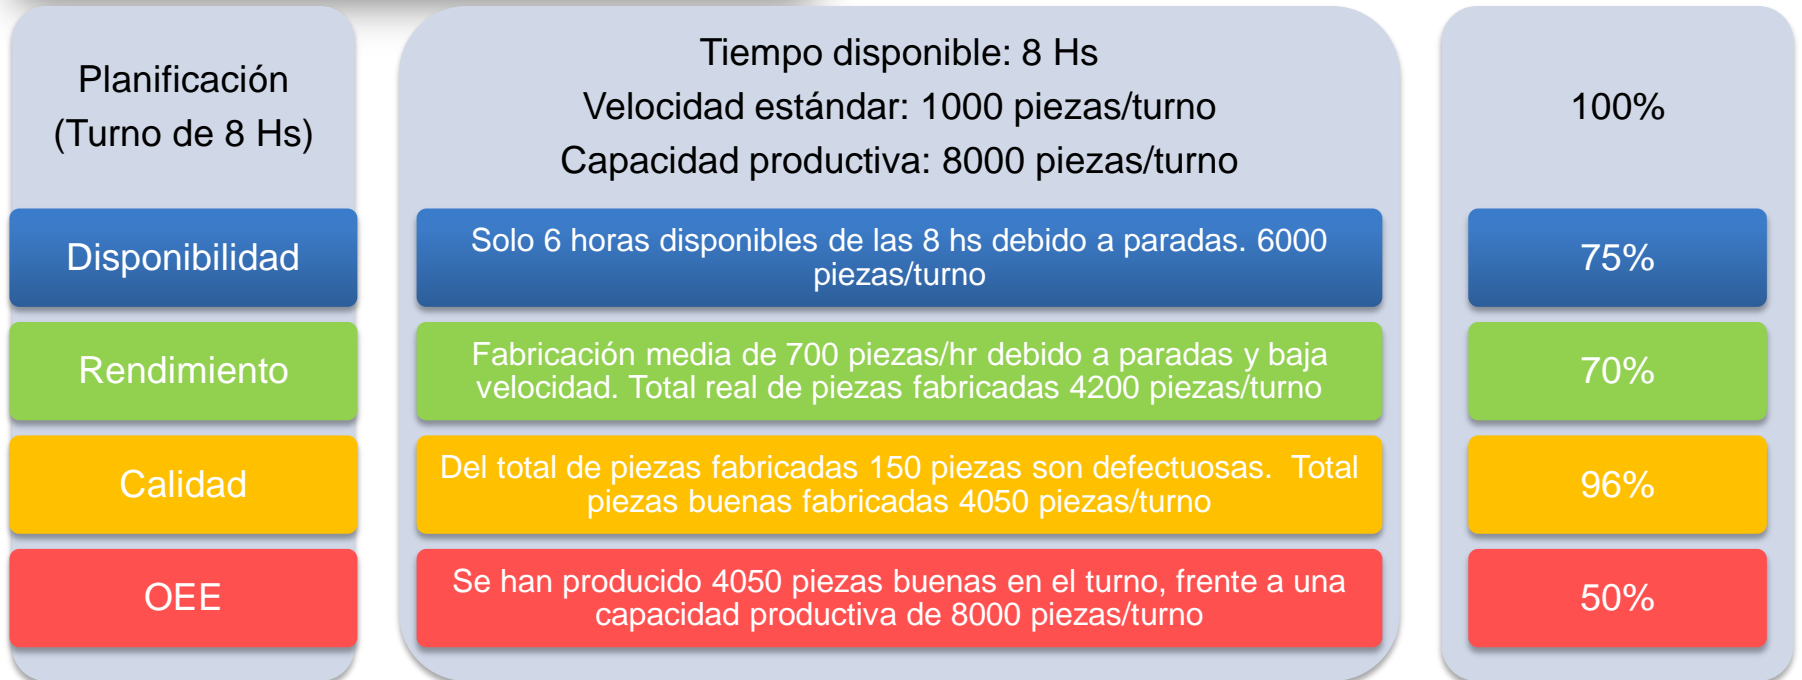 Planificación
(Turno de 8 Hs)
Tiempo disponible: 8 Hs
Velocidad estándar: 1000 piezas/turno
Capacidad productiva: 8000 piezas/turno
100%
Disponibilidad
Solo 6 horas disponibles de las 8 hs debido a paradas. 6000
piezas/turno
75%
Rendimiento
Fabricación media de 700 piezas/hr debido a paradas y baja
velocidad. Total real de piezas fabricadas 4200 piezas/turno
70%
Calidad
Del total de piezas fabricadas 150 piezas son defectuosas.  Total
piezas buenas fabricadas 4050 piezas/turno
96%
OEE
Se han producido 4050 piezas buenas en el turno, frente a una
capacidad productiva de 8000 piezas/turno
50%